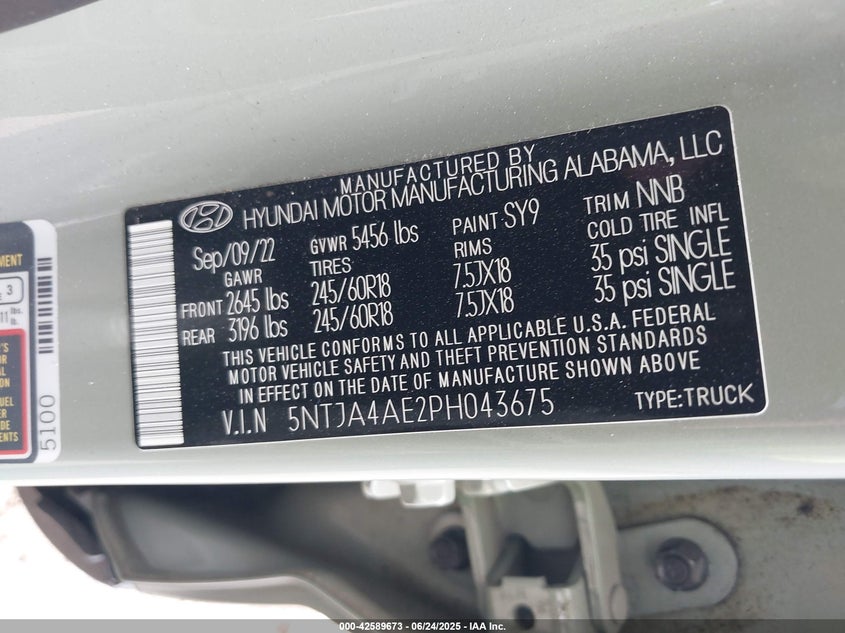 MANUFACTURED BY
HYUNDAI MOTOR MANUFACTURING ALABAMA, LLC
Sep/09/22 GVWR 5456 lbs PAINT SY9 TRIM NNB
GAWR TIRES RIMS COLD TIRE INFL
FRONT 2645 lbs 245/60R18 7.5JX18 35 psi SINGLE
REAR 3196 lbs 245/60R18 7.5JX18 35 psi SINGLE
THIS VEHICLE CONFORMS TO ALL APPLICABLE U.S.A. FEDERAL
MOTOR VEHICLE SAFETY AND THEFT PREVENTION STANDARDS
IN EFFECT ON THE DATE OF MANUFACTURE SHOWN ABOVE.
V.I.N 5NTJA4AE2PH043675 TYPE:TRUCK
3
5100
000-42589673 - 06/24/2025 - IAA Inc.